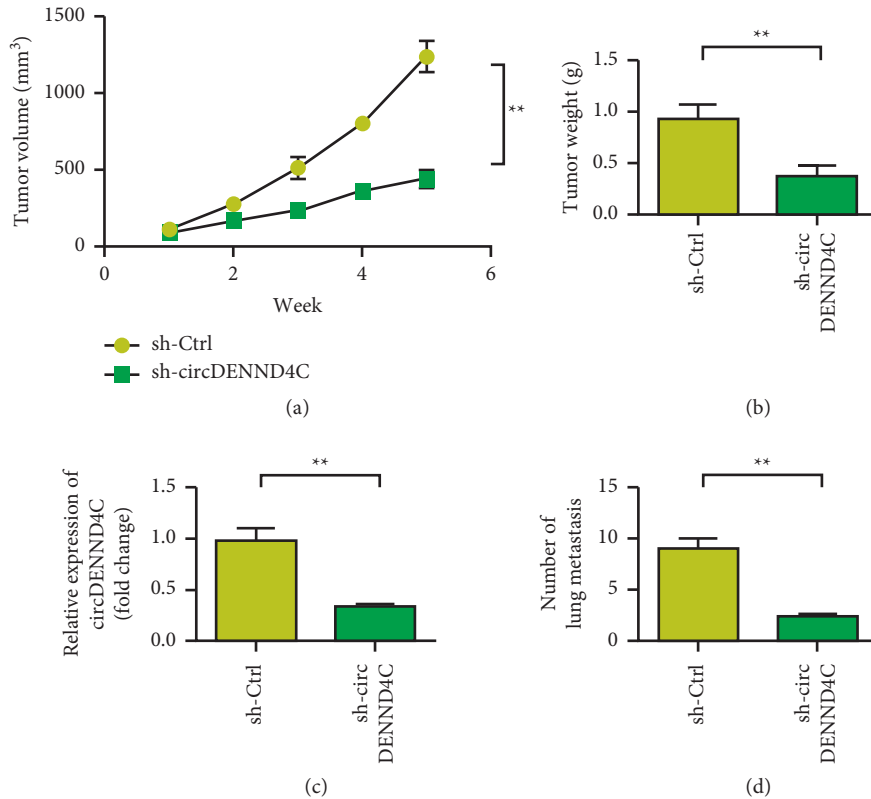 Tumor volume (mm³)
1500
1000
500
0
0
2
4
6
Week
**
sh-Ctrl
sh-circDENND4C
(a)
Tumor weight (g)
1.5
1.0
0.5
0.0
**
sh-Ctrl
sh-circ
DENND4C
(b)
Relative expression of
circDENND4C
(fold change)
1.5
1.0
0.5
0.0
**
sh-Ctrl
sh-circ
DENND4C
(c)
Number of
lung metastasis
15
10
5
0
**
sh-Ctrl
sh-circ
DENND4C
(d)